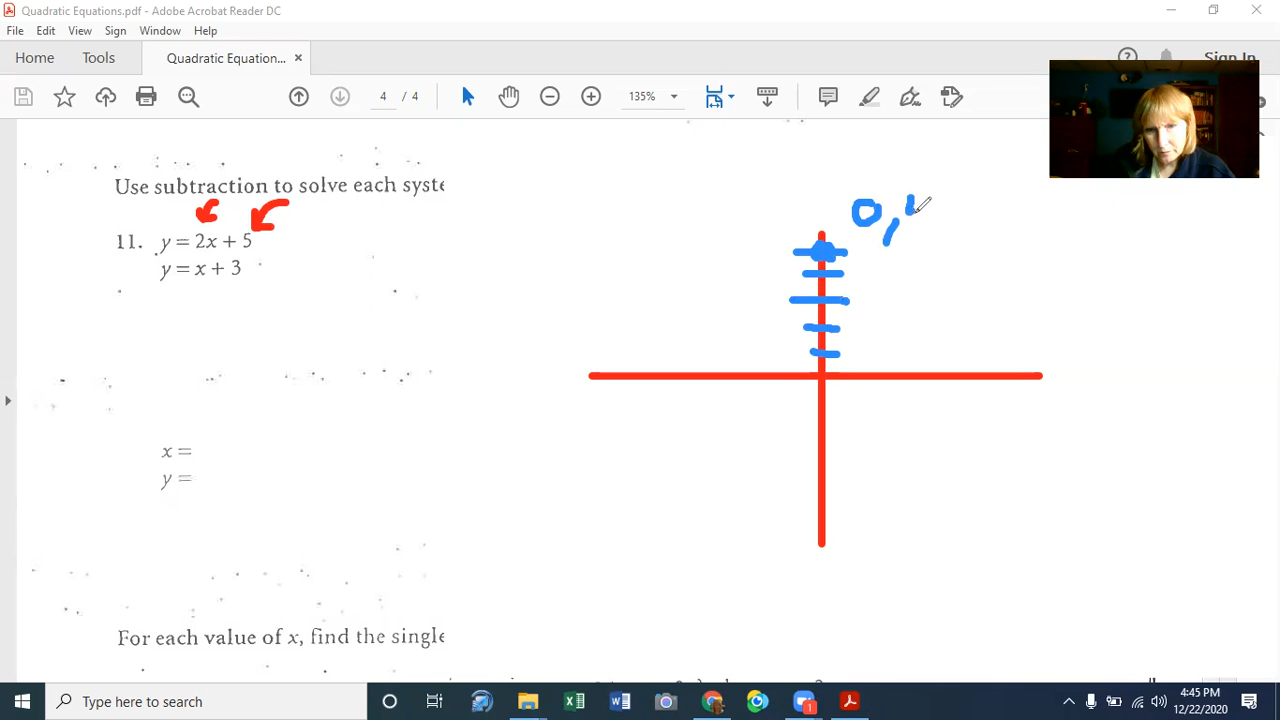 Quadratic Equations.pdf - Adobe Acrobat Reader DC
File Edit View Sign Window Help
Home Tools Quadratic Equation... × Sign In
4 / 4 135%
Use subtraction to solve each syste
0,
11. y = 2x + 5
y = x + 3
x =
y =
For each value of x, find the single
Type here to search
1
4:45 PM
12/22/2020